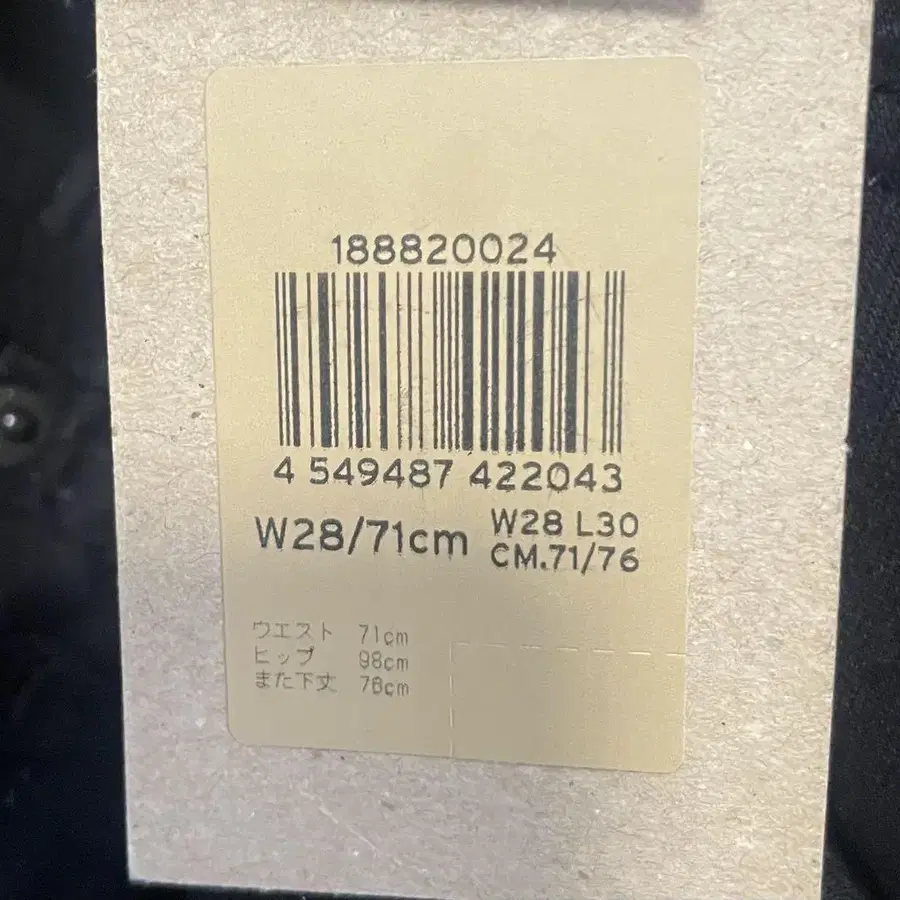 188820024
4 549487 422043
W28/71cm
W28 L30
CM.71/76
ウエスト 71cm
ヒップ 98cm
また下丈 76cm